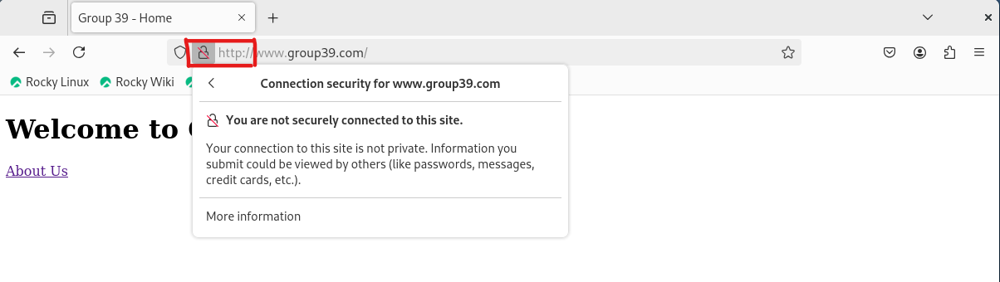 Group 39 - Home
http://www.group39.com/
Rocky Linux Rocky Wiki
Connection security for www.group39.com
You are not securely connected to this site.
Your connection to this site is not private. Information you
submit could be viewed by others (like passwords, messages,
credit cards, etc.).
More information
Welcome to
About Us